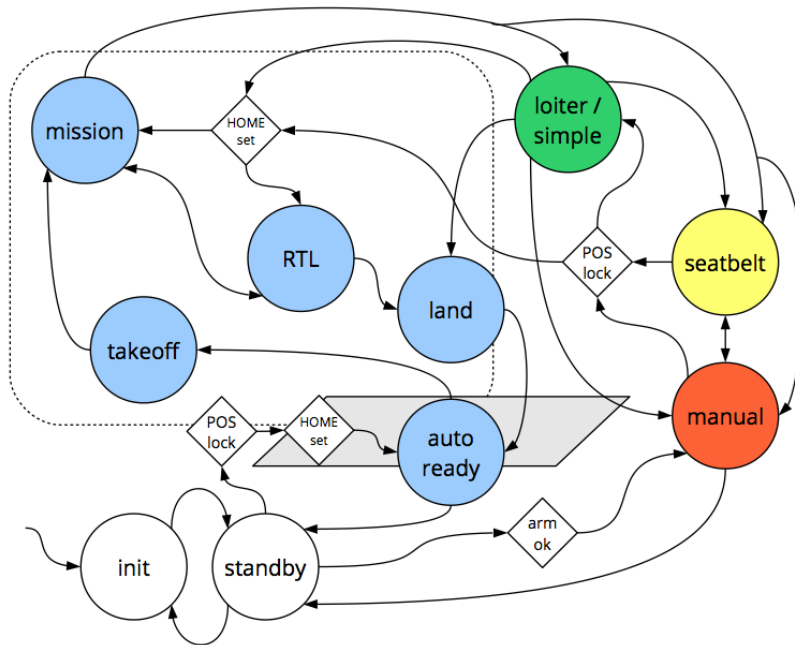 HOME
set
loiter /
simple
mission
POS
lock
seatbelt
RTL
land
takeoff
POS
lock
HOME
set
auto
ready
manual
arm
ok
init
standby